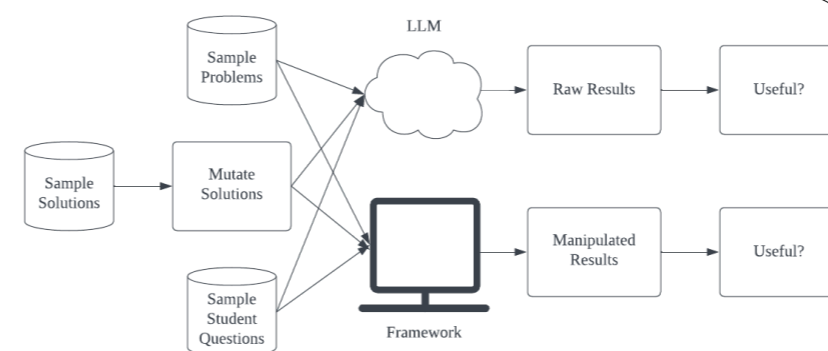 LLM
Sample
Problems
Raw Results
Useful?
Sample
Solutions
Mutate
Solutions
Manipulated
Results
Useful?
Sample
Student
Questions
Framework